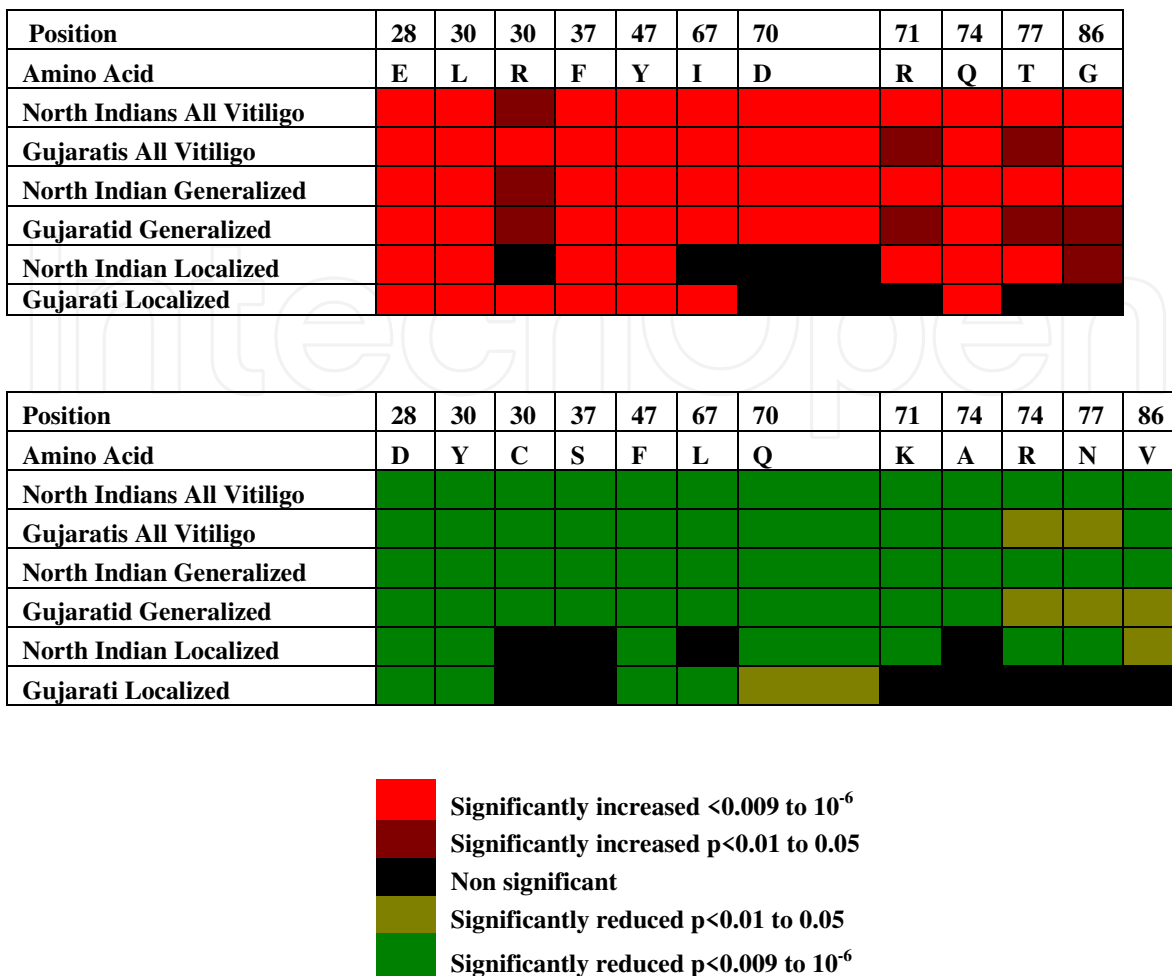 Position 28 30 30 37 47 67 70 71 74 77 86
Amino Acid E L R F Y I D R Q T G
North Indians All Vitiligo
Gujaratis All Vitiligo
North Indian Generalized
Gujaratid Generalized
North Indian Localized
Gujarati Localized
IntechOpen
Position 28 30 30 37 47 67 70 71 74 74 77 86
Amino Acid D Y C S F L Q K A R N V
North Indians All Vitiligo
Gujaratis All Vitiligo
North Indian Generalized
Gujaratid Generalized
North Indian Localized
Gujarati Localized
Significantly increased <0.009 to 10⁻⁶
Significantly increased p<0.01 to 0.05
Non significant
Significantly reduced p<0.01 to 0.05
Significantly reduced p<0.009 to 10⁻⁶